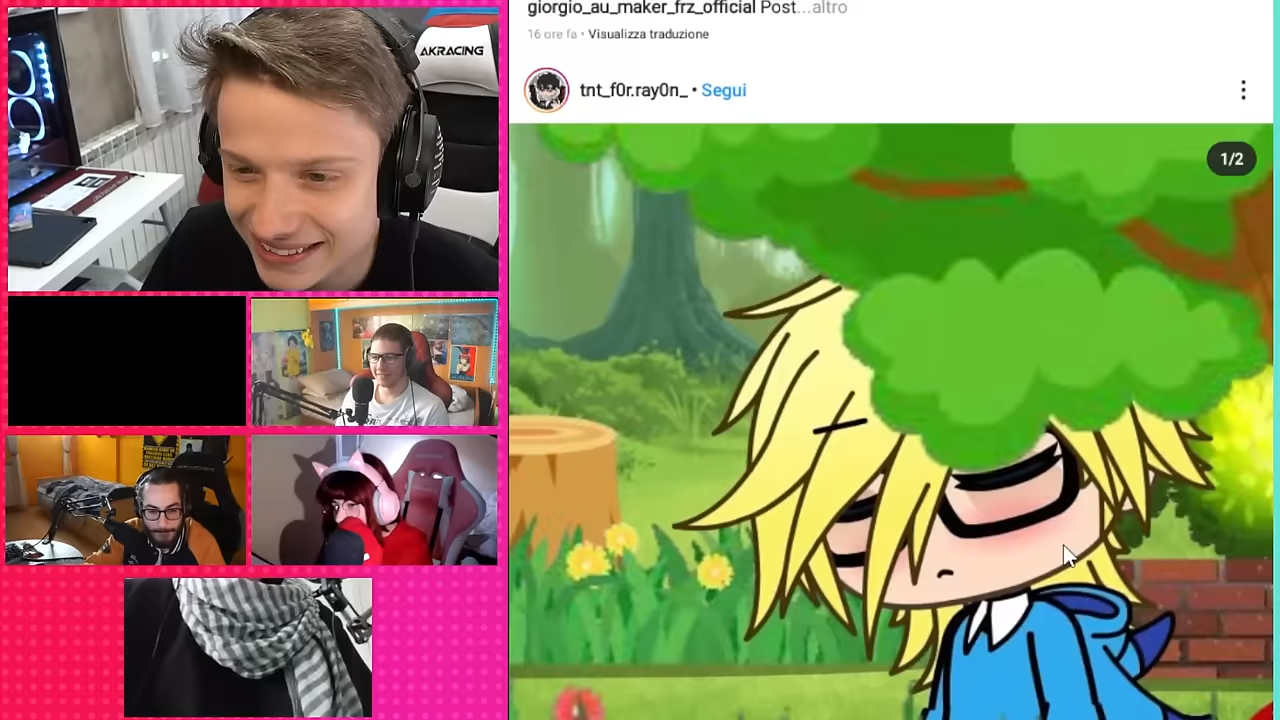 giorgio_au_maker_frz_official Post...altro
16 ore fa • Visualizza traduzione
tnt_f0r.ray0n_ • Segui
1/2
AKRACING